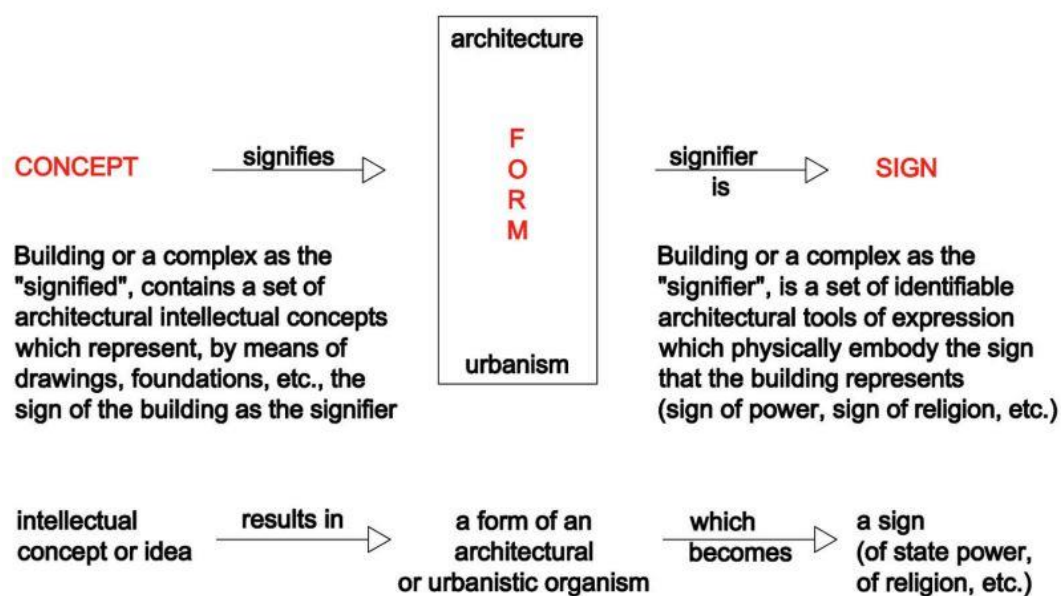 architecture
F
O
R
M
urbanism
CONCEPT
signifies
signifier
is
SIGN
Building or a complex as the
"signified", contains a set of
architectural intellectual concepts
which represent, by means of
drawings, foundations, etc., the
sign of the building as the signifier
Building or a complex as the
"signifier", is a set of identifiable
architectural tools of expression
which physically embody the sign
that the building represents
(sign of power, sign of religion, etc.)
intellectual
concept or idea
results in
a form of an
architectural
or urbanistic organism
which
becomes
a sign
(of state power,
of religion, etc.)